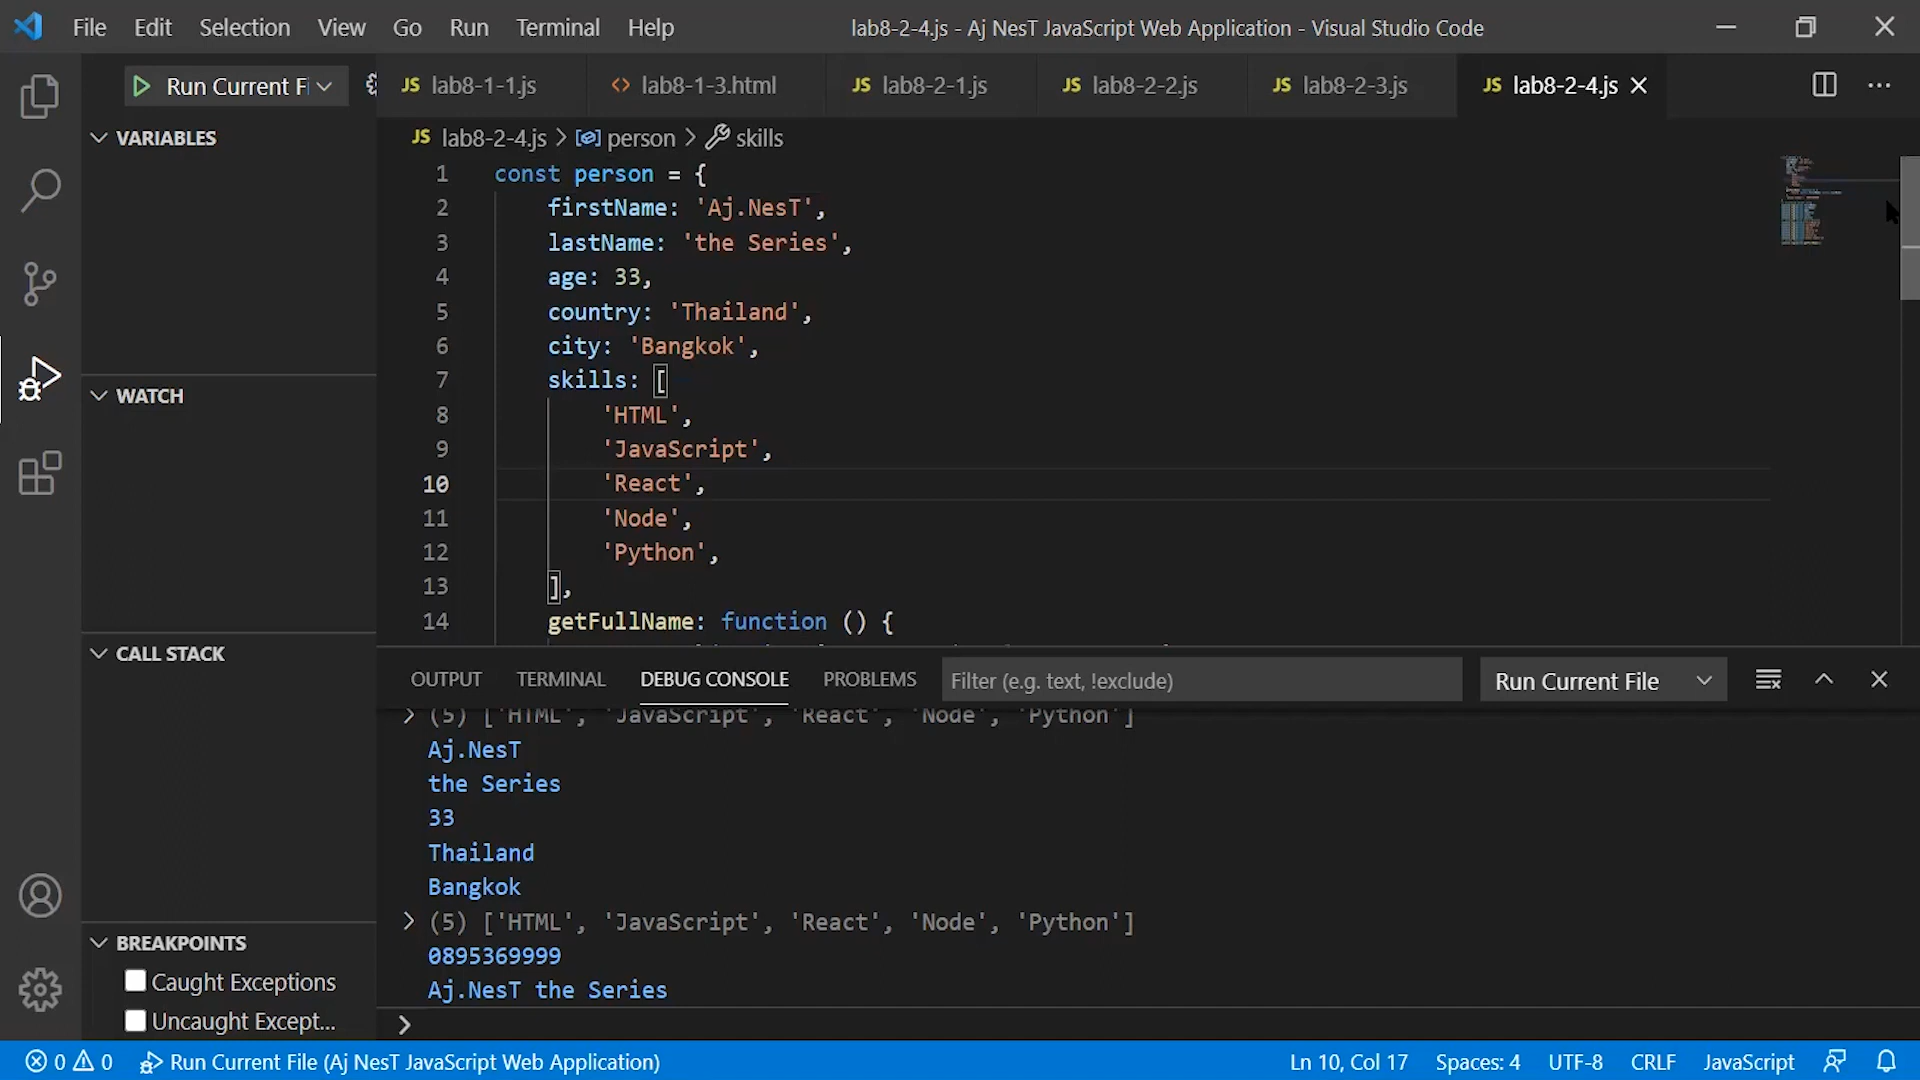 File Edit Selection View Go Run Terminal Help
lab8-2-4.js - Aj NesT JavaScript Web Application - Visual Studio Code
Run Current Fi
JS lab8-1-1.js
<> lab8-1-3.html
JS lab8-2-1.js
JS lab8-2-2.js
JS lab8-2-3.js
JS lab8-2-4.js
VARIABLES
WATCH
CALL STACK
BREAKPOINTS
Caught Exceptions
Uncaught Except...
JS lab8-2-4.js > person > skills
1 const person = {
2 firstName: 'Aj.NesT',
3 lastName: 'the Series',
4 age: 33,
5 country: 'Thailand',
6 city: 'Bangkok',
7 skills: [
8 'HTML',
9 'JavaScript',
10 'React',
11 'Node',
12 'Python',
13 ],
14 getFullName: function () {
OUTPUT TERMINAL DEBUG CONSOLE PROBLEMS
Filter (e.g. text, !exclude)
Run Current File
> (5) ['HTML', 'JavaScript', 'React', 'Node', 'Python']
Aj.NesT
the Series
33
Thailand
Bangkok
> (5) ['HTML', 'JavaScript', 'React', 'Node', 'Python']
0895369999
Aj.NesT the Series
>
0 0 Run Current File (Aj NesT JavaScript Web Application)
Ln 10, Col 17 Spaces: 4 UTF-8 CRLF JavaScript